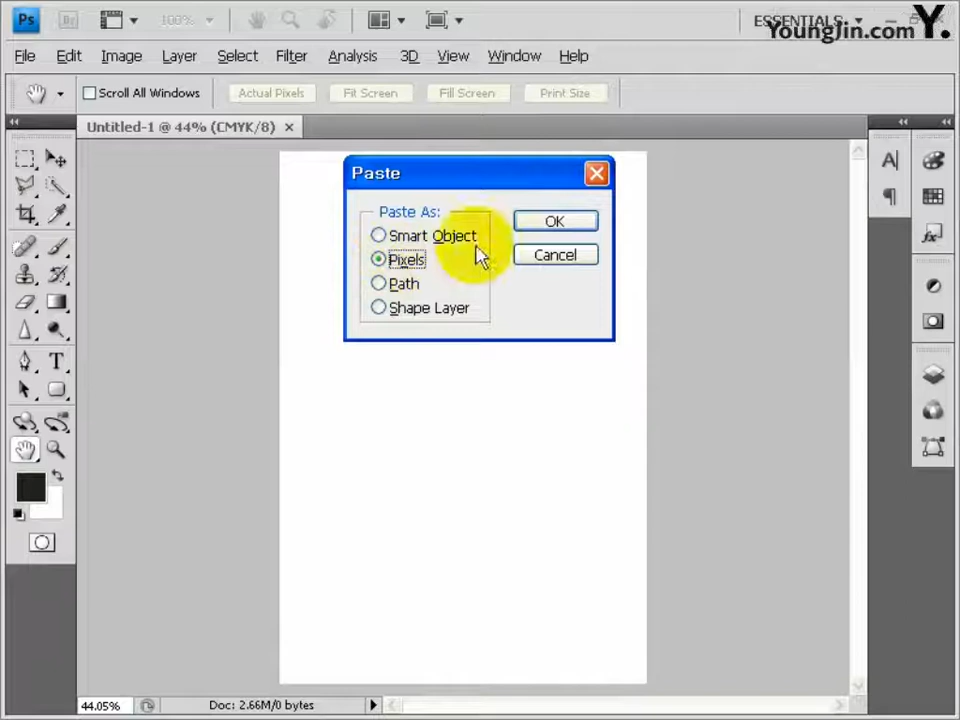 Ps Br 100% ESSENTIALS
YoungJin.com Y.
File Edit Image Layer Select Filter Analysis 3D View Window Help
Scroll All Windows Actual Pixels Fit Screen Fill Screen Print Size
Untitled-1 @ 44% (CMYK/8) ×
Paste
Paste As:
Smart Object
Pixels
Path
Shape Layer
OK
Cancel
44.05% Doc: 2.66M/0 bytes